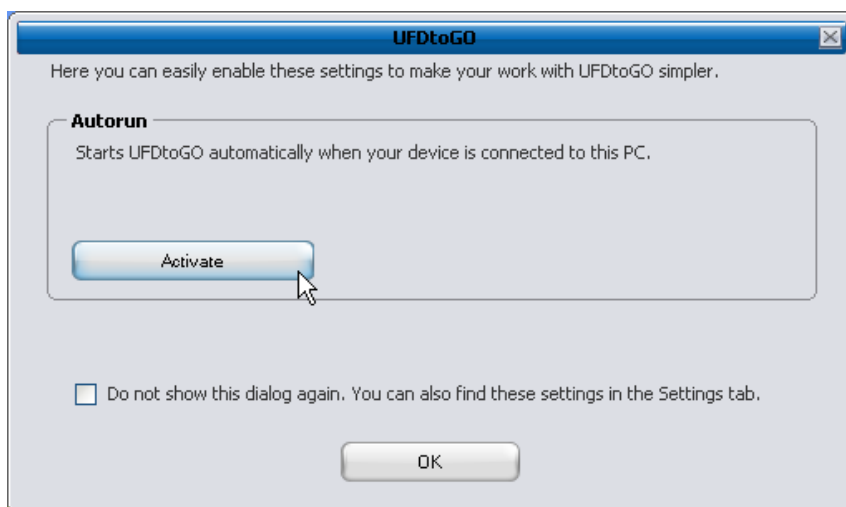 UFDtoGO
Here you can easily enable these settings to make your work with UFDtoGO simpler.
Autorun
Starts UFDtoGO automatically when your device is connected to this PC.
Activate
Do not show this dialog again. You can also find these settings in the Settings tab.
OK